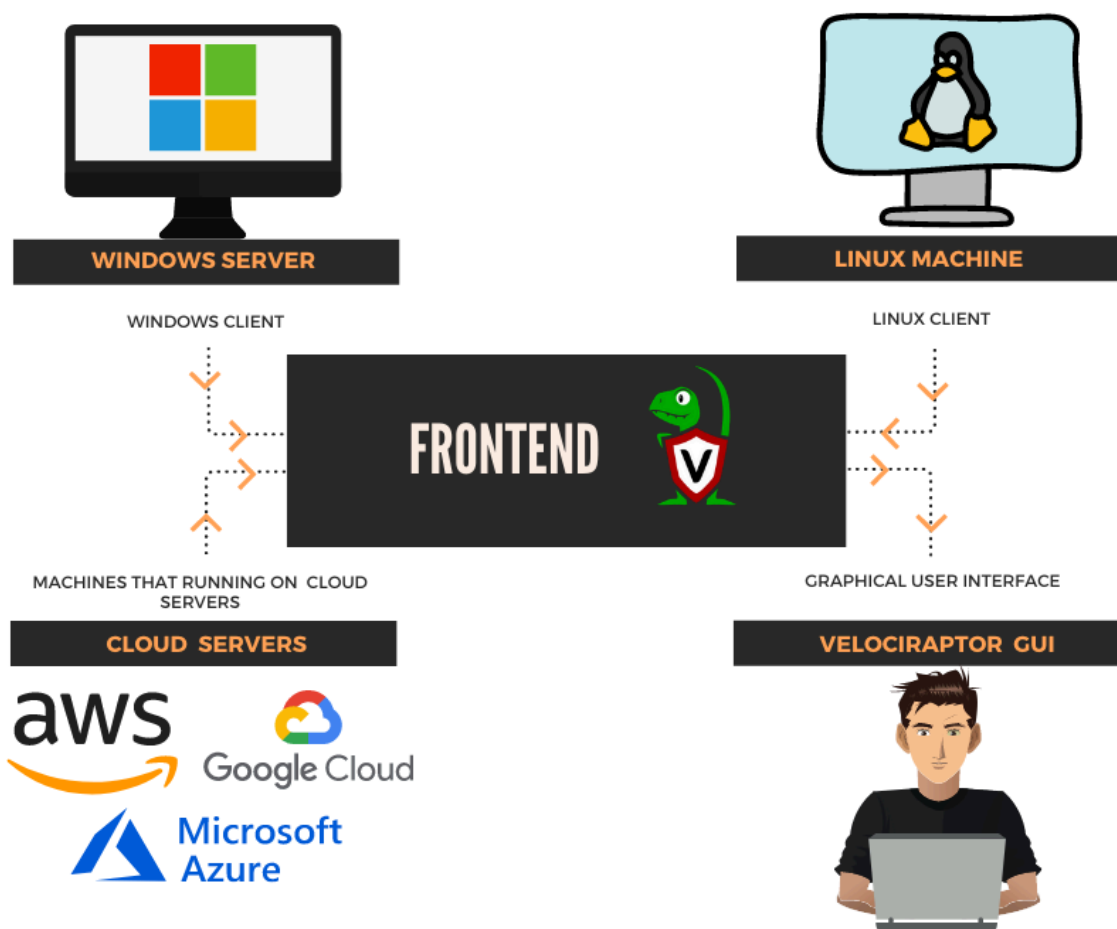 WINDOWS SERVER
LINUX MACHINE
WINDOWS CLIENT
LINUX CLIENT
FRONTEND
V
MACHINES THAT RUNNING ON CLOUD
SERVERS
GRAPHICAL USER INTERFACE
CLOUD SERVERS
VELOCIRAPTOR GUI
aws
Google Cloud
Microsoft
Azure